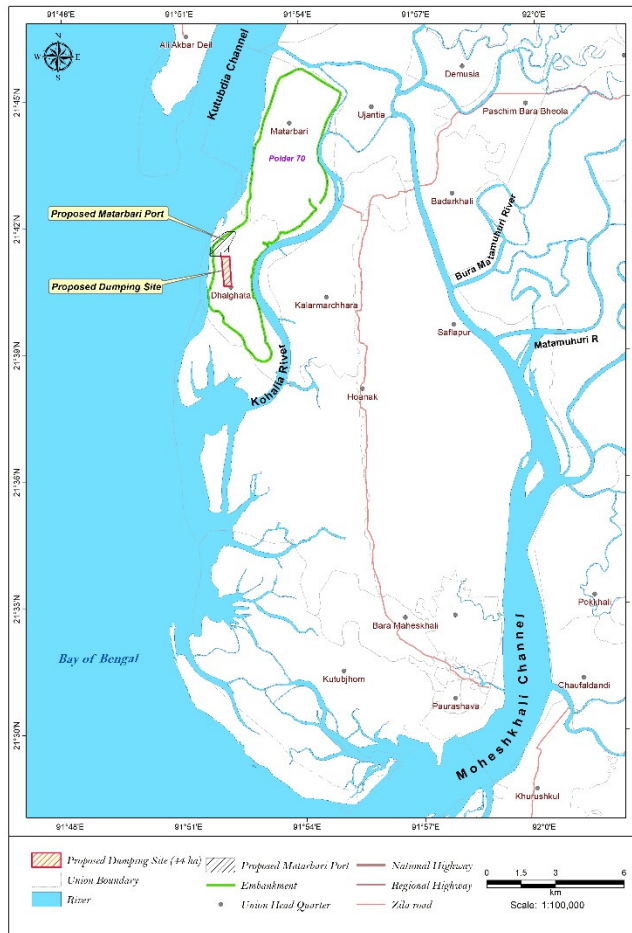 91°46'E
91°51'E
91°54'E
91°07'E
92°0'E
N
W
E
S
Ali Akbar Deil
Kutubdia Channel
Demusia
21°45'N
Ujantia
Paschim Bara Bheola
Matarbari
Polder 70
Badarkhali
Bura Matamuhuri River
21°42'N
Proposed Matarbari Port
Proposed Dumping Site
Dhalghata
Kalarmarchhara
Saflapur
Matamuhuri R
21°39'N
Kohalia River
Hoanak
21°36'N
Pokkhali
21°33'N
Bara Maheskhali
Bay of Bengal
Kutubjhom
Chaufaldandi
Paurashava
Moheshkhali Channel
21°30'N
Khurushkul
91°48'E
91°51'E
91°54'E
91°57'E
92°0'E
Proposed Dumping Site (44 ha)
Proposed Matarbari Port
National Highway
Union Boundary
Embankment
Regional Highway
River
Union Head Quarter
Zila road
0 1.5 3 6
km
Scale: 1:100,000